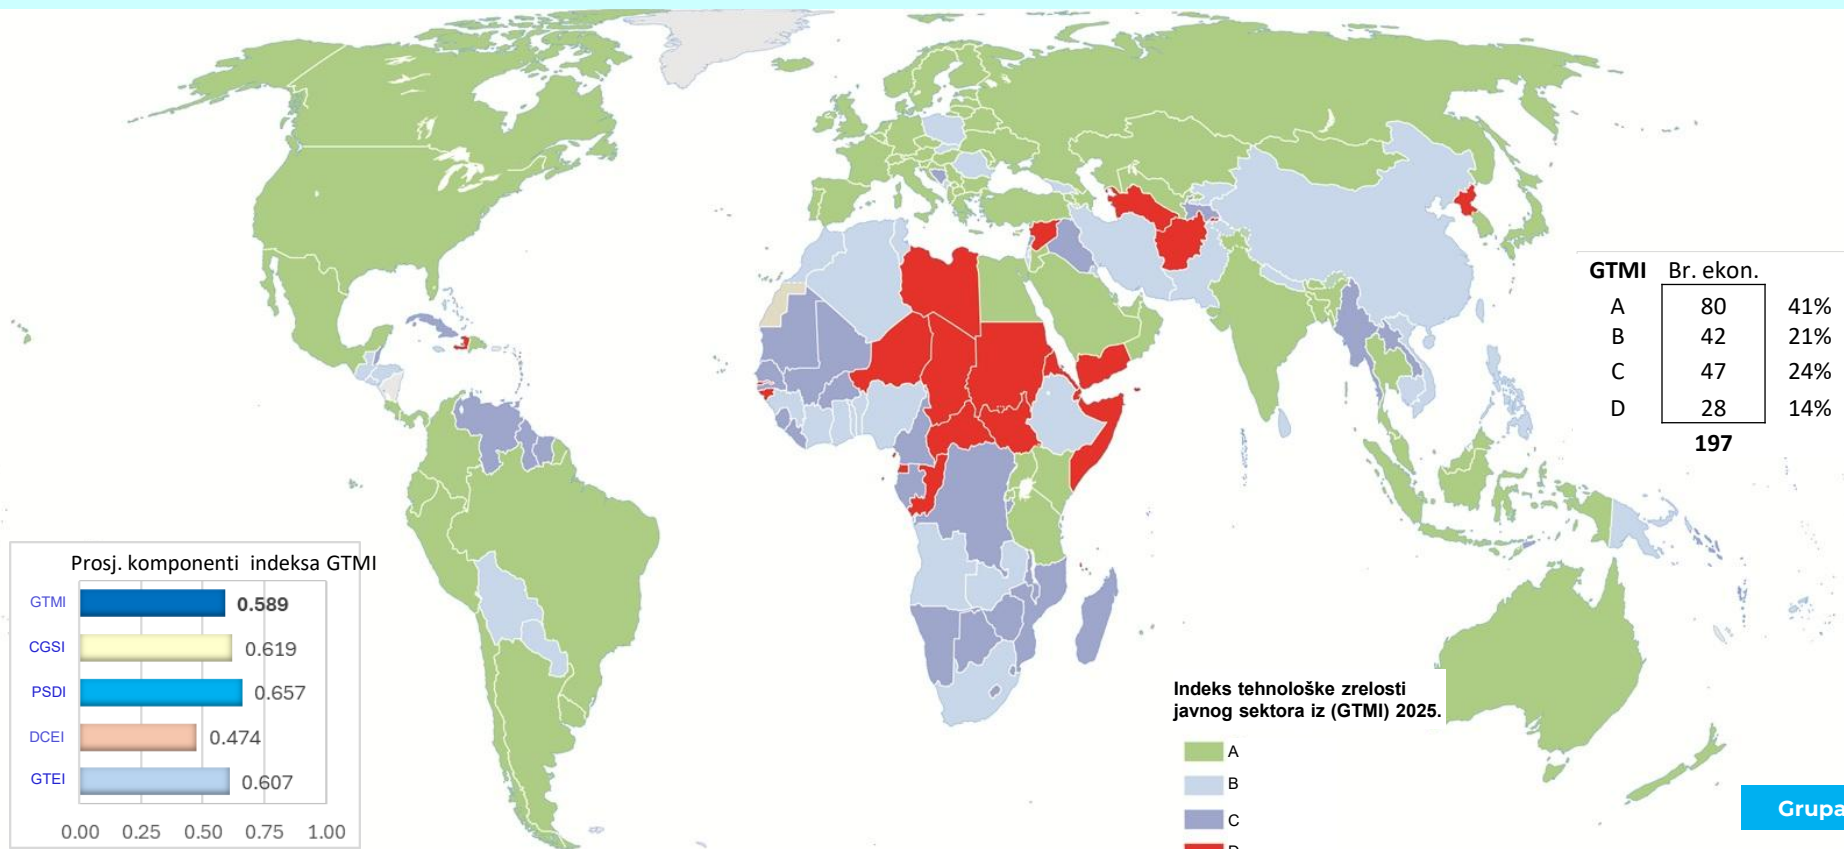 GTMI Br. ekon.
A 80 41%
B 42 21%
C 47 24%
D 28 14%
197
Prosj. komponenti indeksa GTMI
GTMI 0.589
CGSI 0.619
PSDI 0.657
DCEI 0.474
GTEI 0.607
0.00 0.25 0.50 0.75 1.00
Indeks tehnološke zrelosti
javnog sektora iz (GTMI) 2025.
A
B
C
D
Grupa